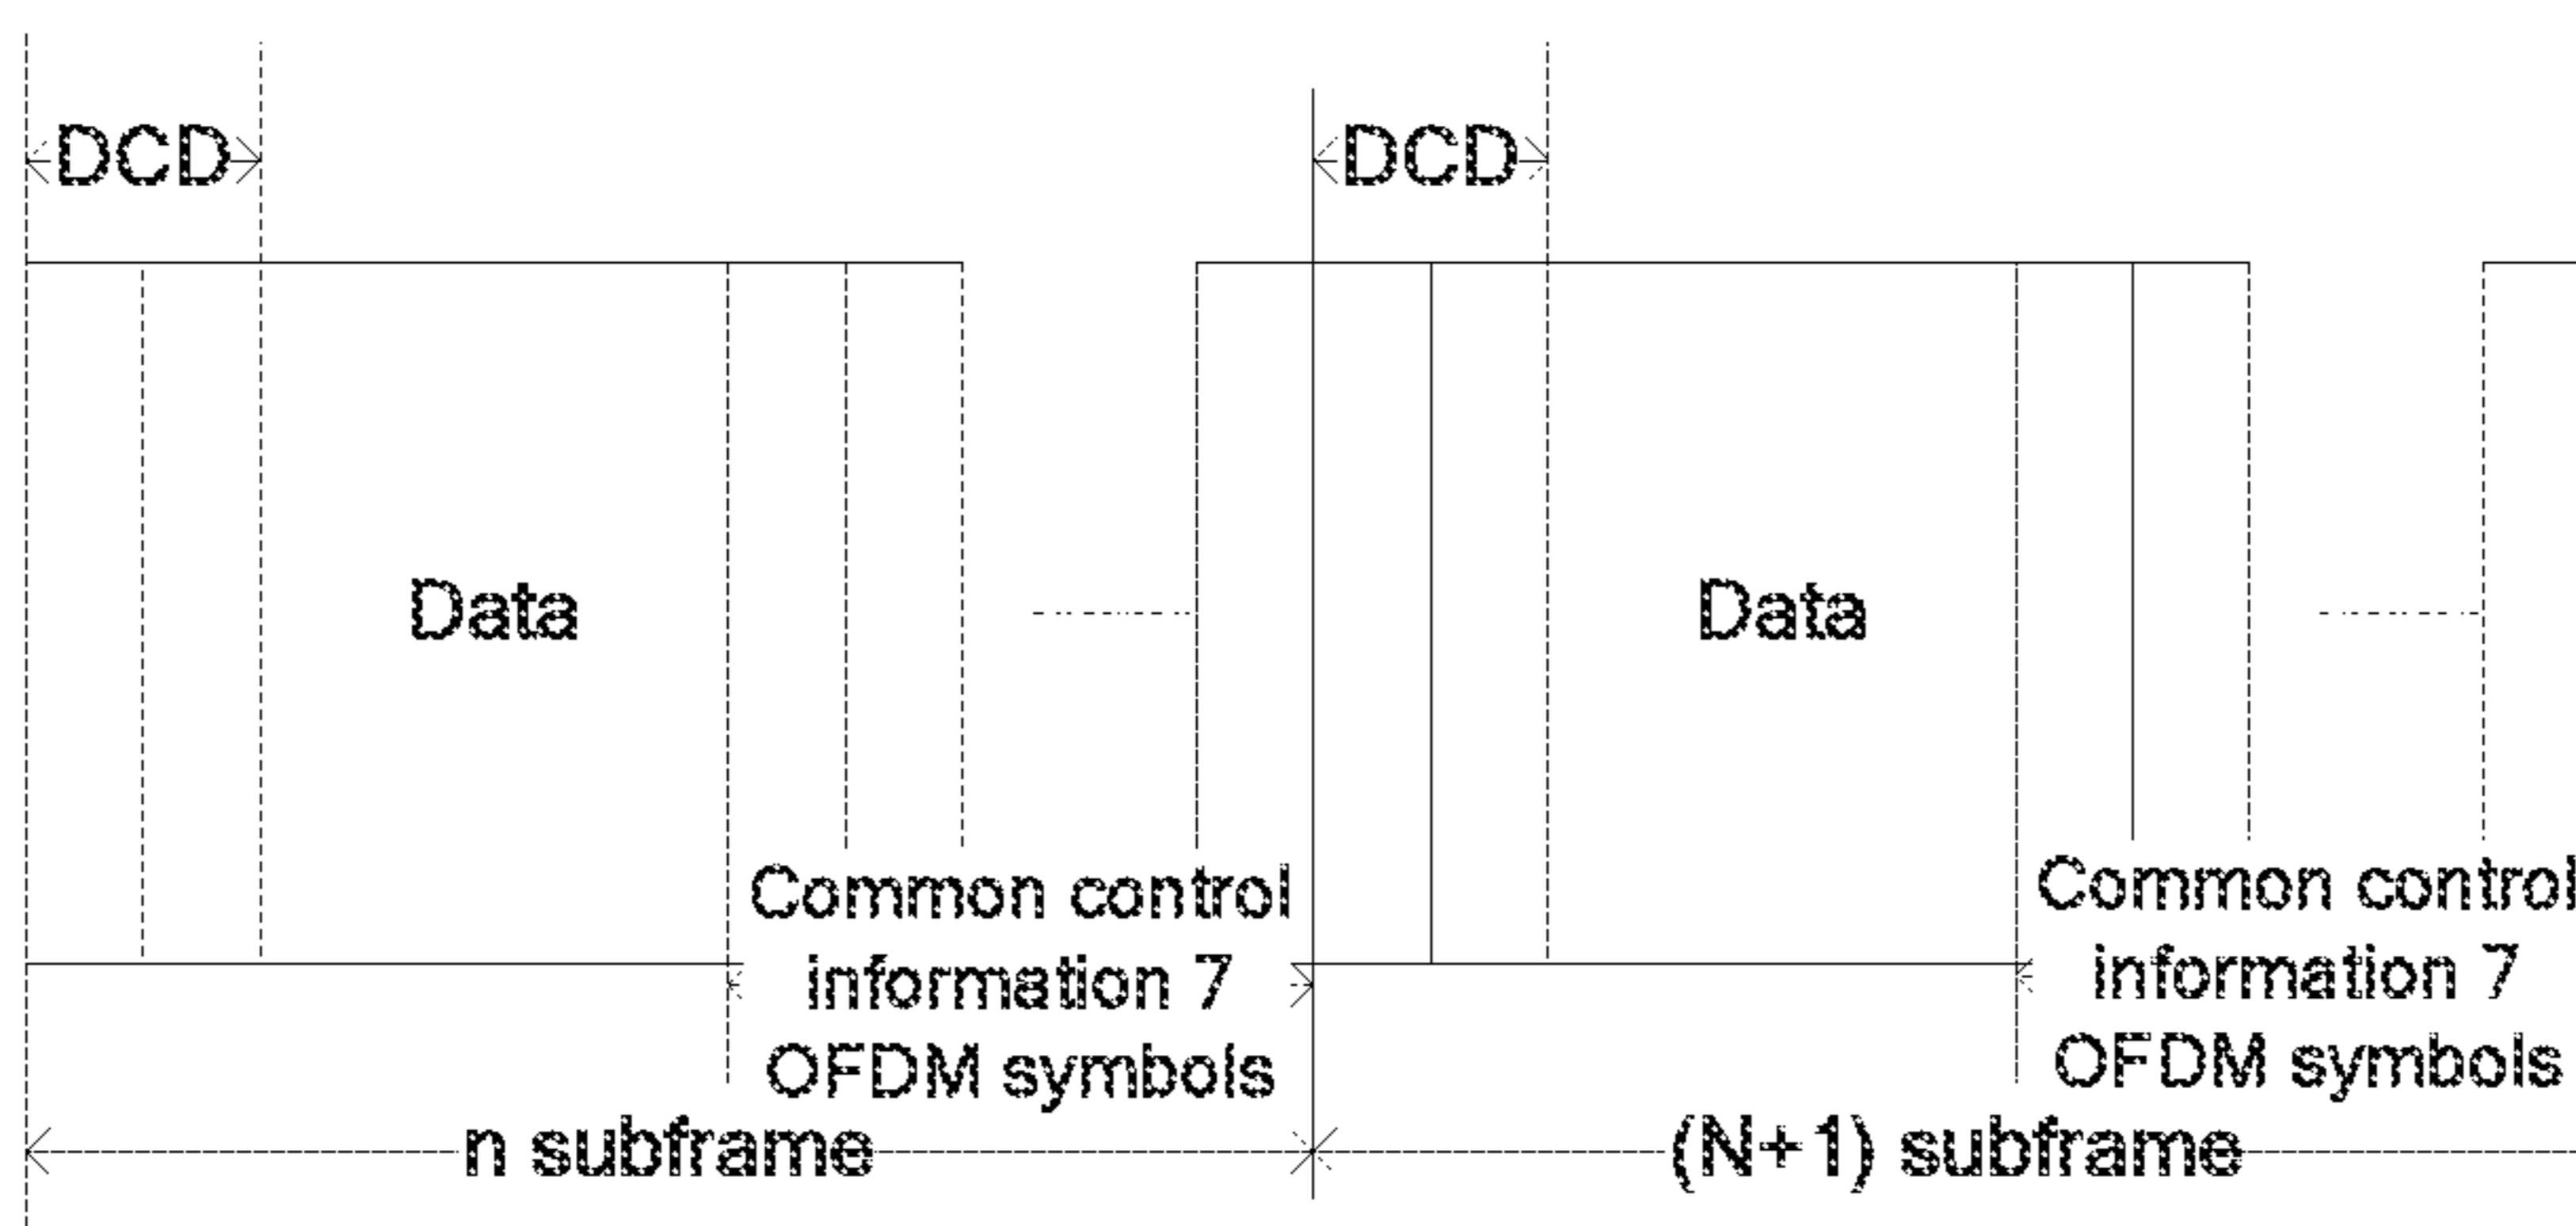 DCD
DCD
Data
Data
Common control
information 7
OFDM symbols
Common control
information 7
OFDM symbols
n subframe
(N+1) subframe